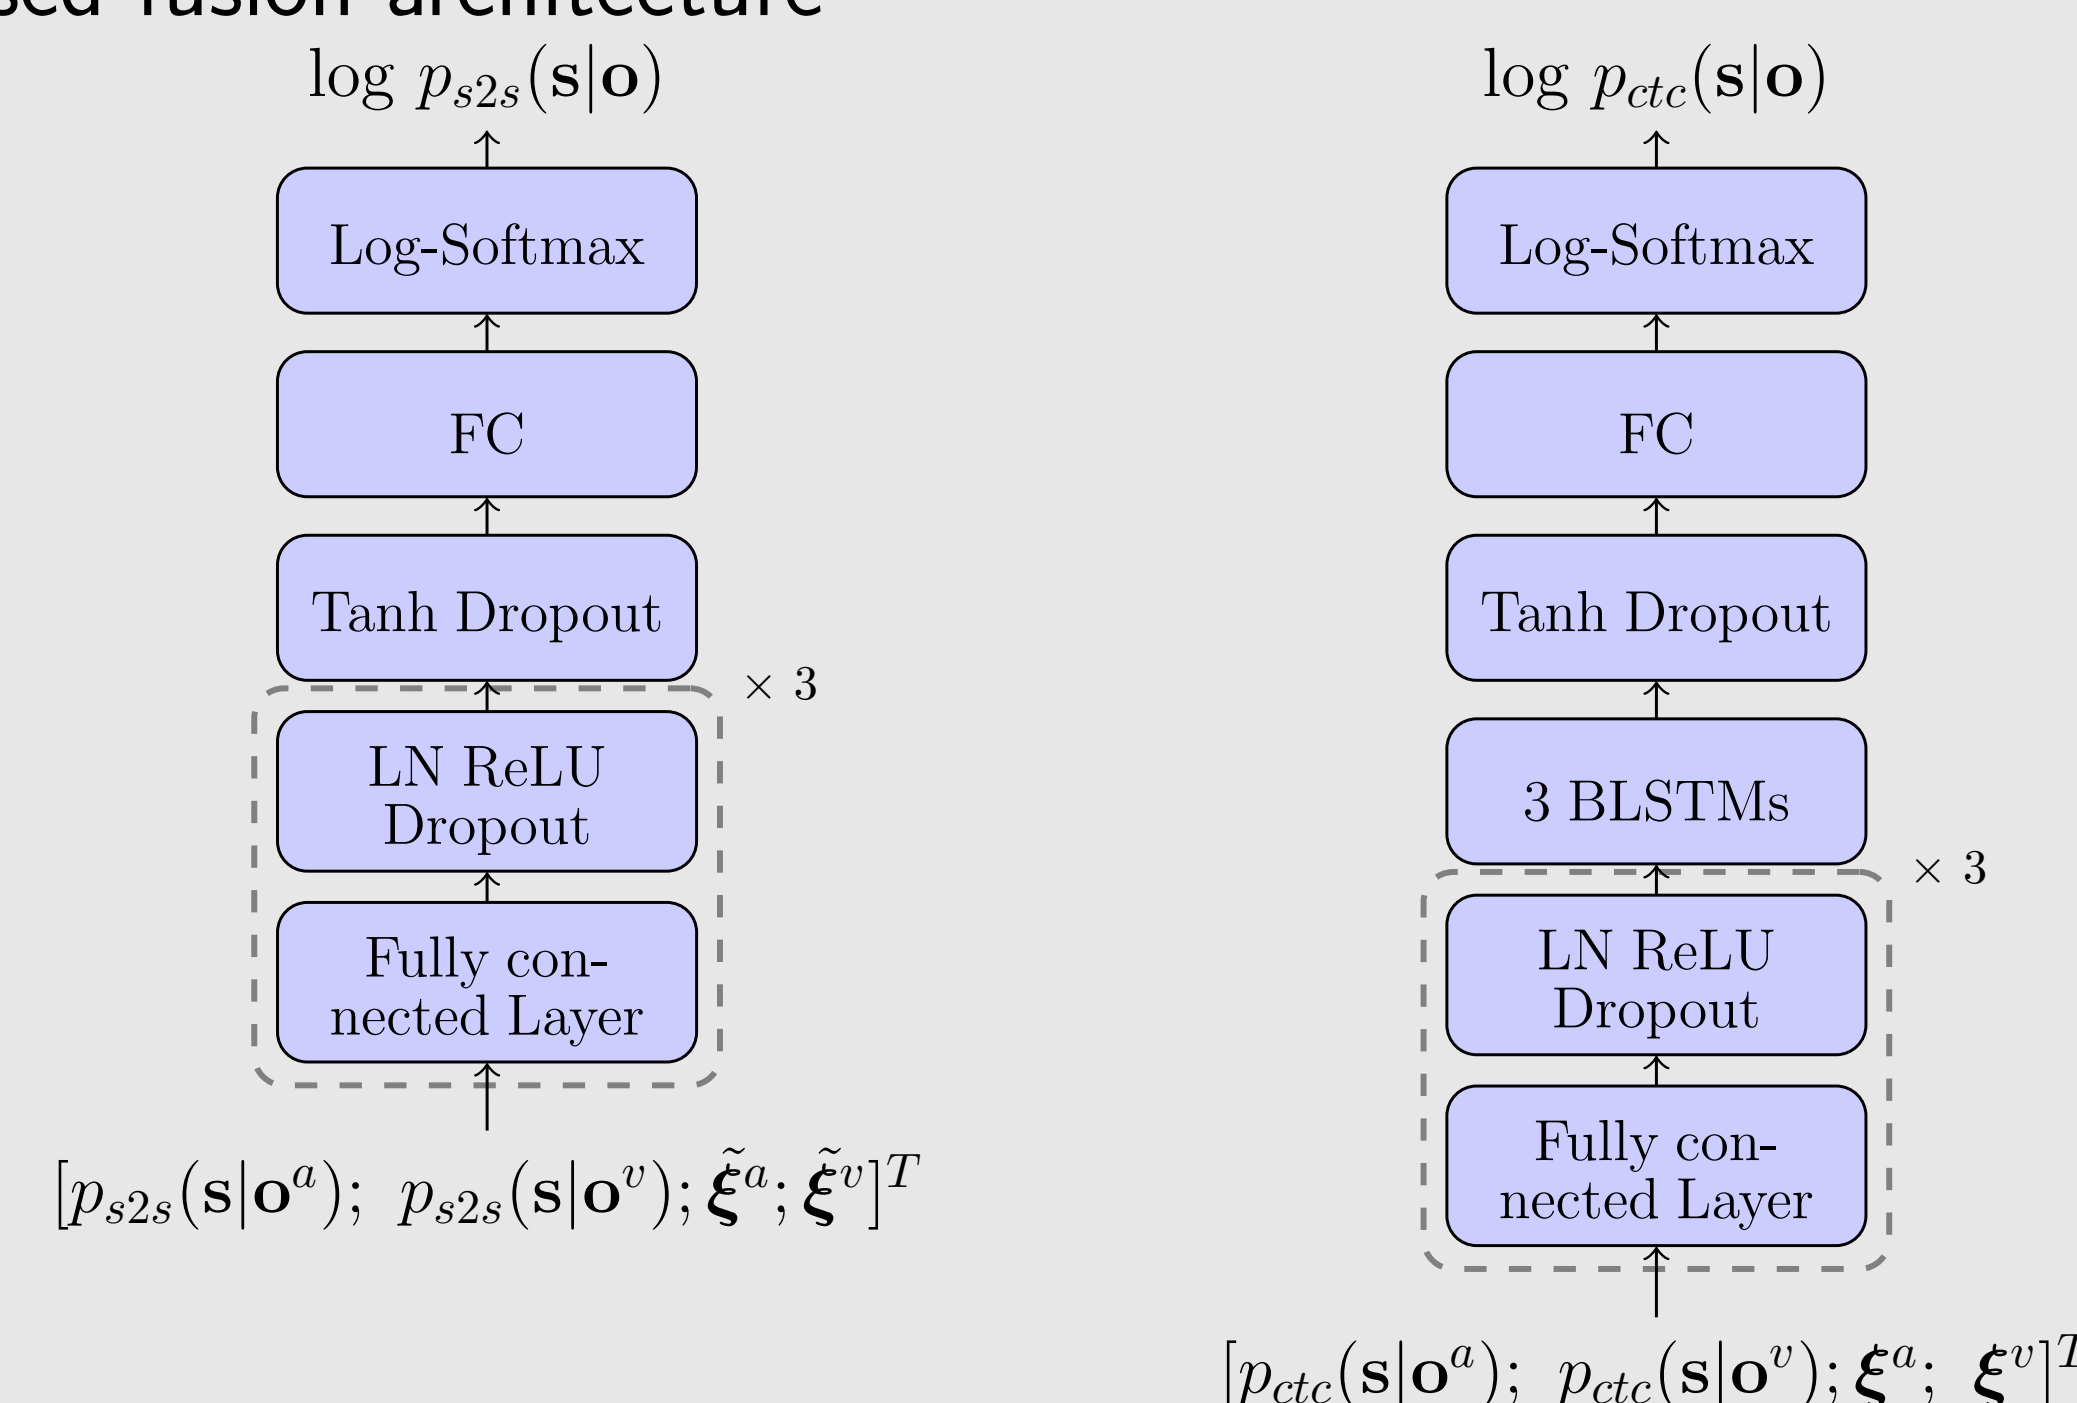 fusion architecture
log p_{s2s}(s|o)
Log-Softmax
FC
Tanh Dropout
× 3
LN ReLU
Dropout
Fully con-
nected Layer
[p_{s2s}(s|o^a); p_{s2s}(s|o^v); ξ̃^a; ξ̃^v]^T
log p_{ctc}(s|o)
Log-Softmax
FC
Tanh Dropout
3 BLSTMs
× 3
LN ReLU
Dropout
Fully con-
nected Layer
[p_{ctc}(s|o^a); p_{ctc}(s|o^v); ξ^a; ξ^v]^T